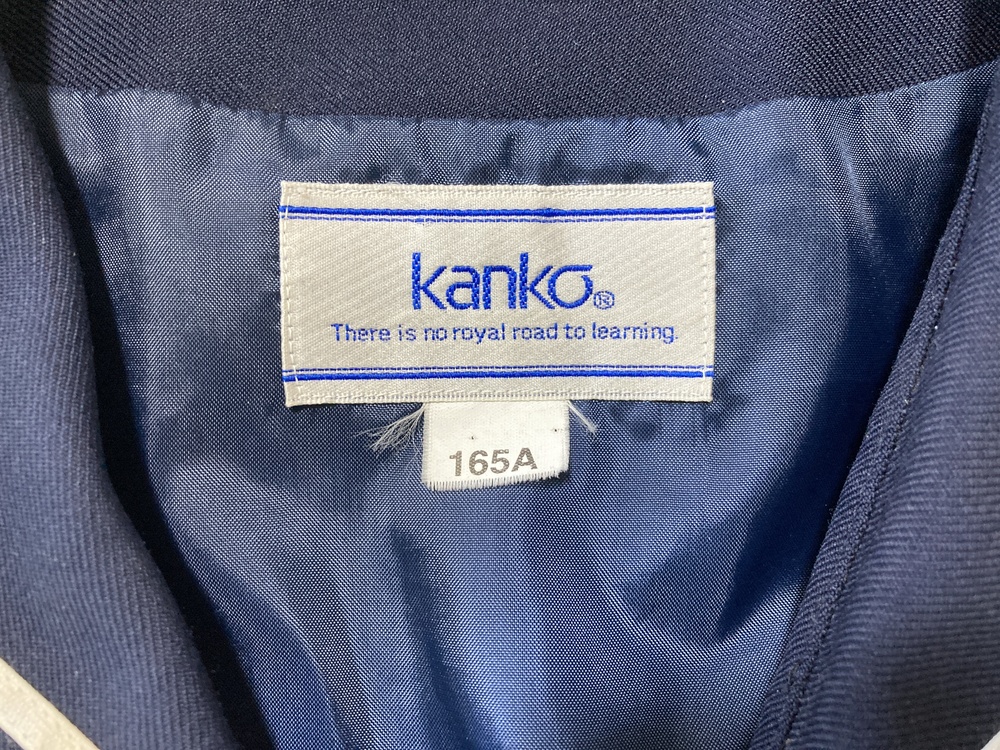 kanko®
There is no royal road to learning.
165A